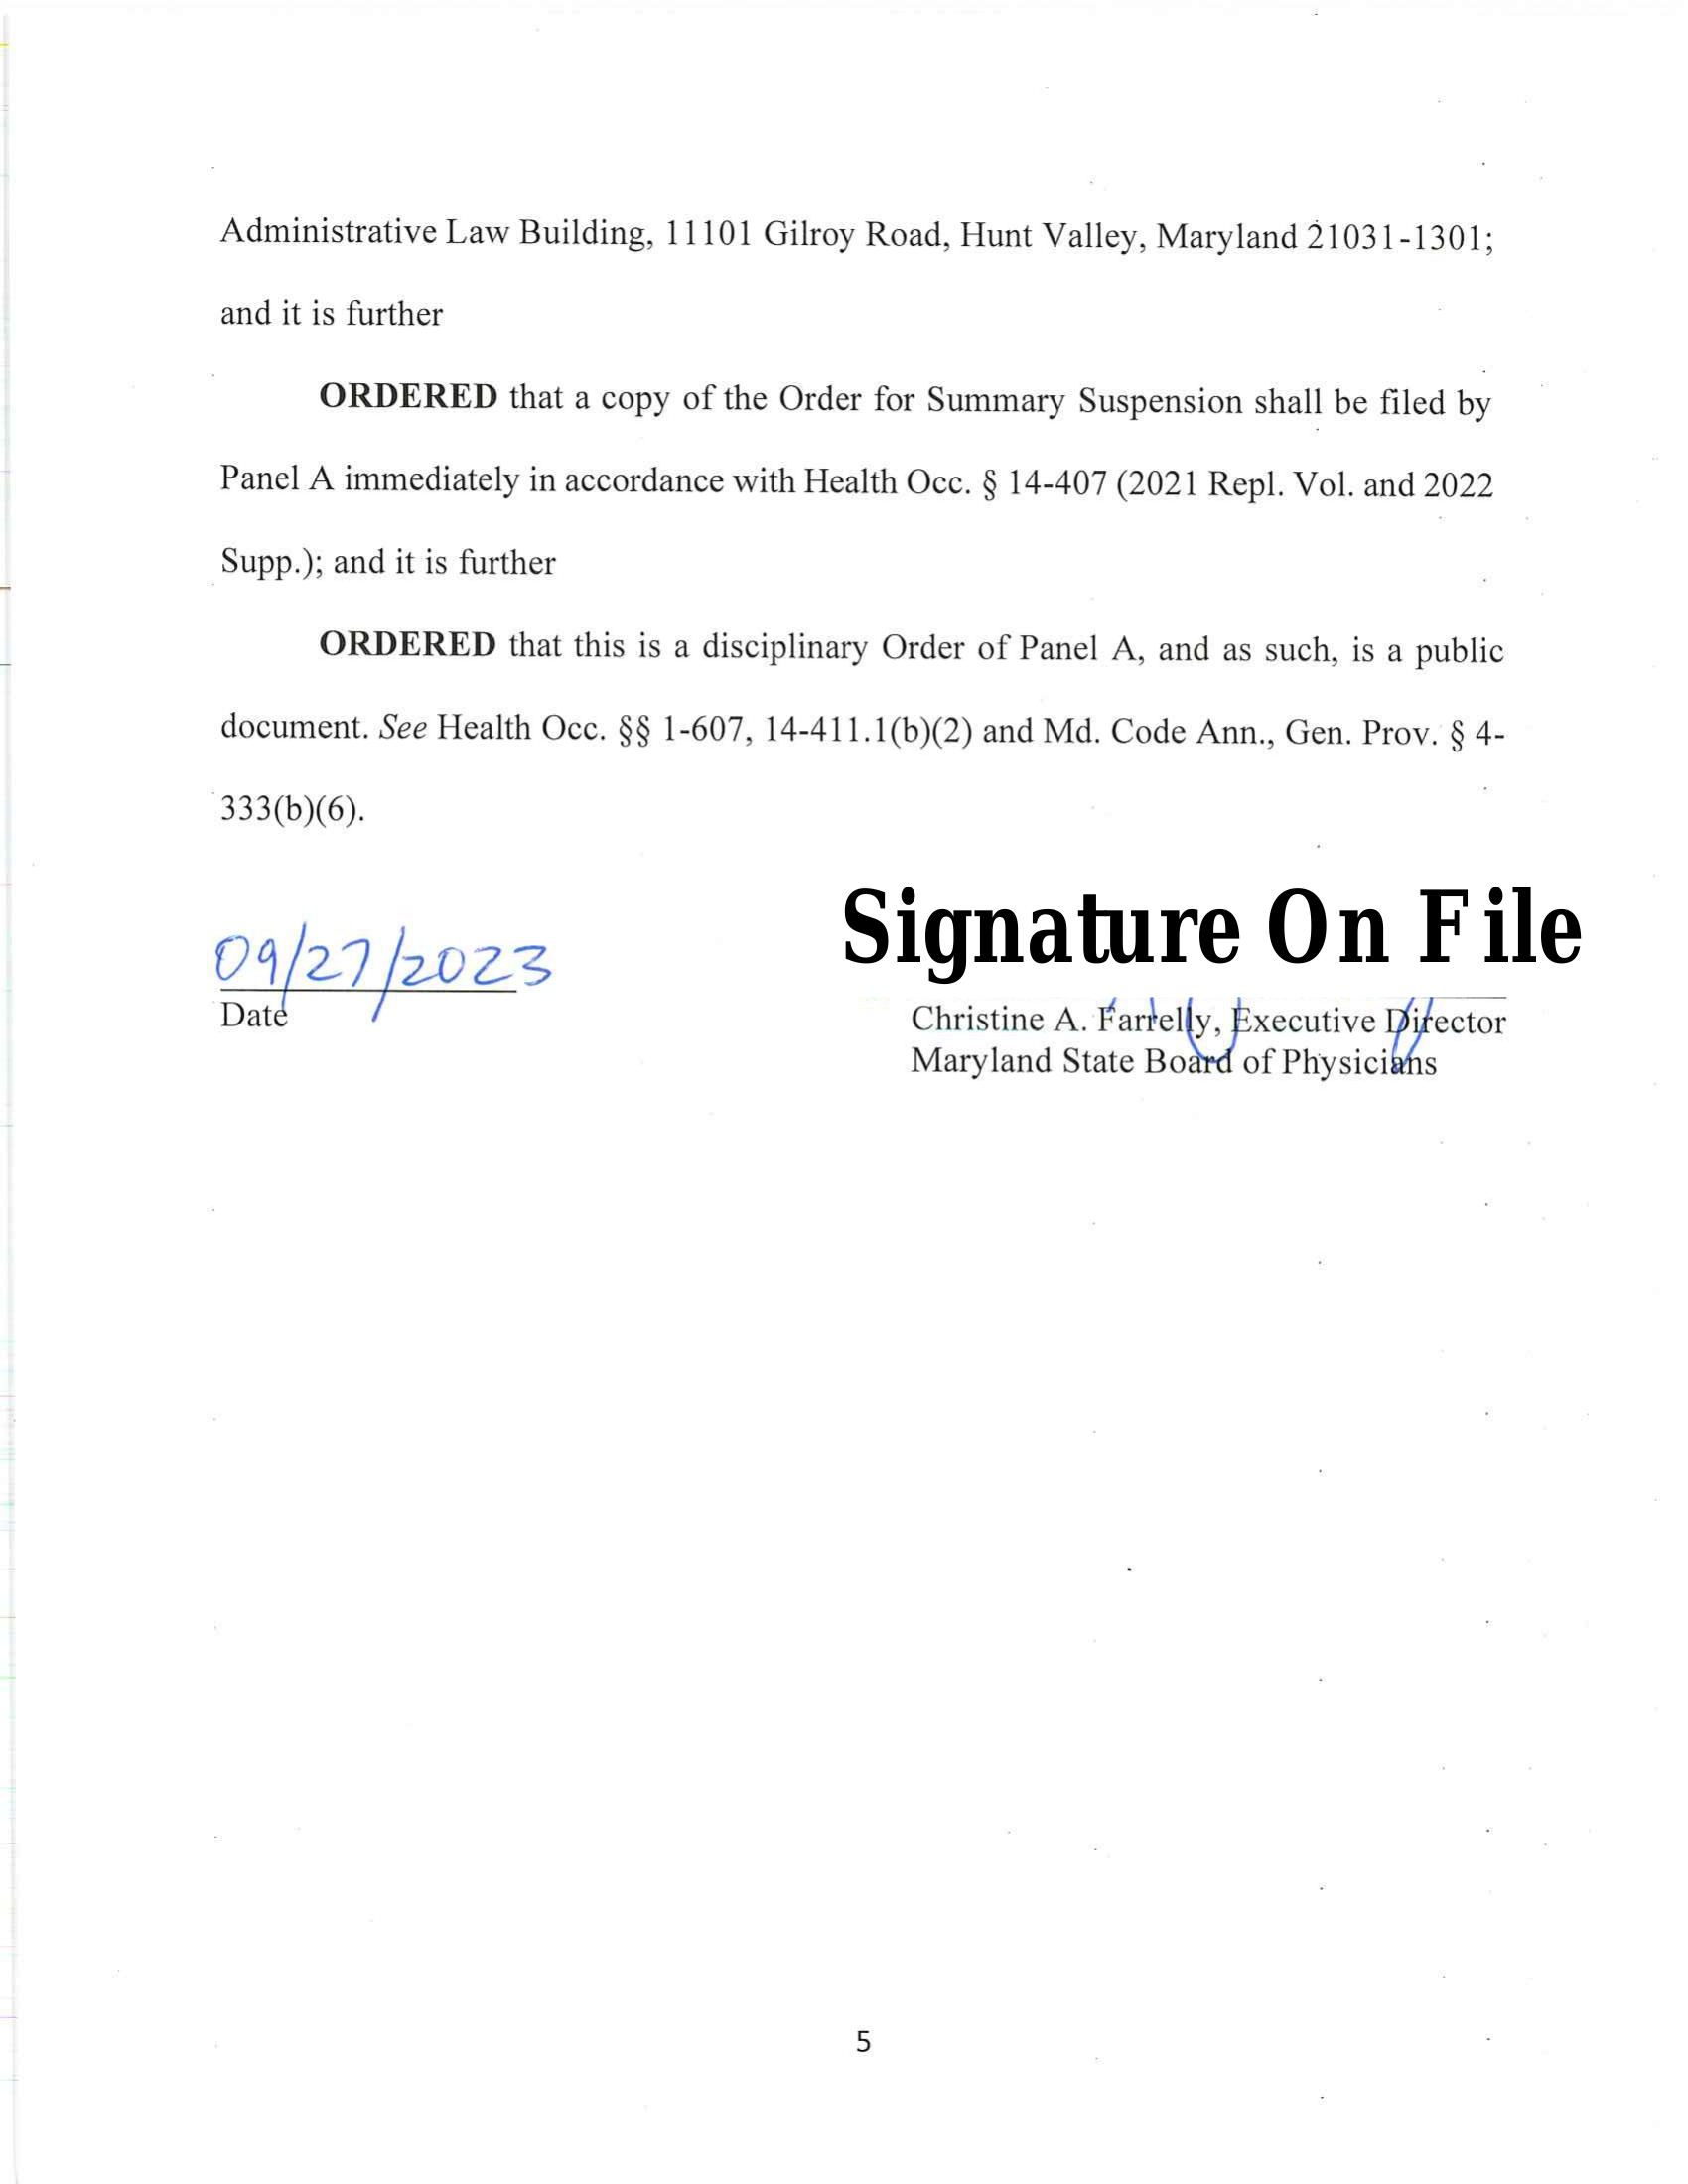 Administrative Law Building, 11101 Gilroy Road, Hunt Valley, Maryland 21031-1301;
and it is further
ORDERED that a copy of the Order for Summary Suspension shall be filed by
Panel A immediately in accordance with Health Occ. § 14-407 (2021 Repl. Vol. and 2022
Supp.); and it is further
ORDERED that this is a disciplinary Order of Panel A, and as such, is a public
document. See Health Occ. §§ 1-607, 14-411.1(b)(2) and Md. Code Ann., Gen. Prov. § 4-
333(b)(6).
Signature On File
09/27/2023
Date
Christine A. Farrelly, Executive Director
Maryland State Board of Physicians
5